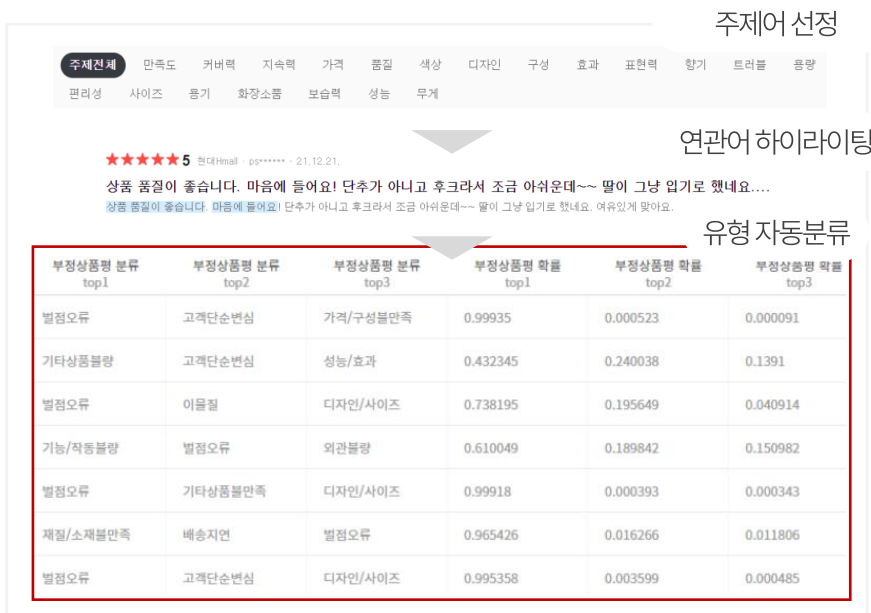 주제어 선정
주제전체 만족도 커버력 지속력 가격 품질 색상 디자인 구성 효과 표현력 향기 트러블 용량
편리성 사이즈 용기 화장소품 보습력 성능 무게
연관어 하이라이팅
★★★★★ 5 현대Hmall · ps****** · 21.12.21.
상품 품질이 좋습니다. 마음에 들어요! 단추가 아니고 후크라서 조금 아쉬운데~~ 딸이 그냥 입기로 했네요....
상품 품질이 좋습니다. 마음에 들어요! 단추가 아니고 후크라서 조금 아쉬운데~~ 딸이 그냥 입기로 했네요. 여유있게 맞아요.
유형 자동분류
부정상품평 분류 부정상품평 분류 부정상품평 분류 부정상품평 확률 부정상품평 확률 부정상품평 확률
top1 top2 top3 top1 top2 top3
벌점오류 고객단순변심 가격/구성불만족 0.99935 0.000523 0.000091
기타상품불량 고객단순변심 성능/효과 0.432345 0.240038 0.1391
벌점오류 이물질 디자인/사이즈 0.738195 0.195649 0.040914
기능/작동불량 벌점오류 외관불량 0.610049 0.189842 0.150982
벌점오류 기타상품불만족 디자인/사이즈 0.99918 0.000393 0.000343
재질/소재불만족 배송지연 벌점오류 0.965426 0.016266 0.011806
벌점오류 고객단순변심 디자인/사이즈 0.995358 0.003599 0.000485